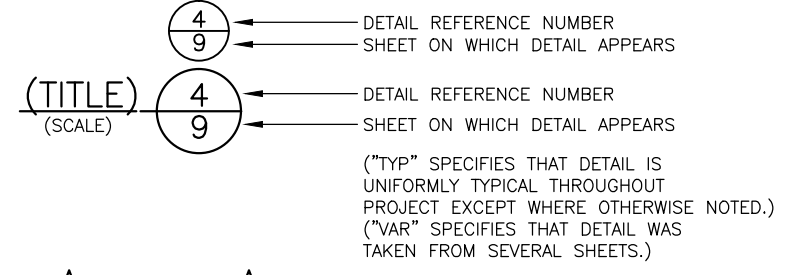 4 DETAIL REFERENCE NUMBER
9 SHEET ON WHICH DETAIL APPEARS
(TITLE) 4 DETAIL REFERENCE NUMBER
(SCALE) 9 SHEET ON WHICH DETAIL APPEARS
("TYP" SPECIFIES THAT DETAIL IS
UNIFORMLY TYPICAL THROUGHOUT
PROJECT EXCEPT WHERE OTHERWISE NOTED.)
("VAR" SPECIFIES THAT DETAIL WAS
TAKEN FROM SEVERAL SHEETS.)